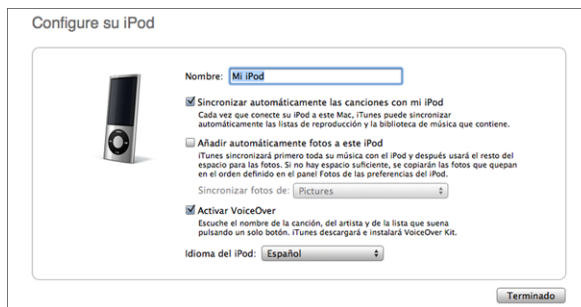 Configure su iPod
Nombre: Mi iPod
Sincronizar automáticamente las canciones con mi iPod
Cada vez que conecte su iPod a este Mac, iTunes puede sincronizar
automáticamente las listas de reproducción y la biblioteca de música que contiene.
Añadir automáticamente fotos a este iPod
iTunes sincronizará primero toda su música con el iPod y después usará el resto del
espacio para las fotos. Si no hay espacio suficiente, se copiarán las fotos que quepan
en el orden definido en el panel Fotos de las preferencias del iPod.
Sincronizar fotos de: Pictures
Activar VoiceOver
Escuche el nombre de la canción, del artista y de la lista que suena
pulsando un solo botón. iTunes descargará e instalará VoiceOver Kit.
Idioma del iPod: Español
Terminado